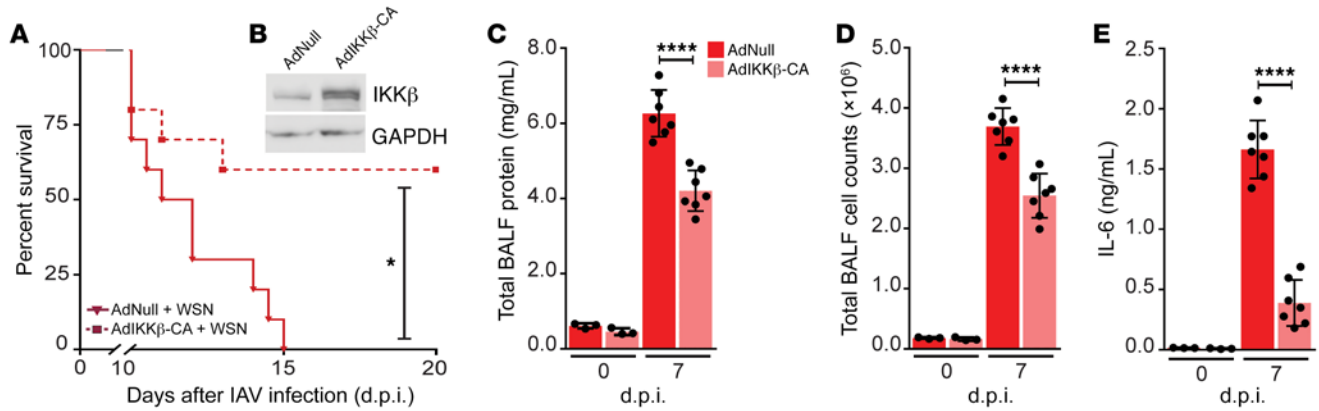 A
Percent survival
100
75
50
25
0
0
10
15
20
Days after IAV infection (d.p.i.)
AdNull + WSN
AdIKKβ-CA + WSN
*
B
AdNull
AdIKKβ-CA
IKKβ
GAPDH
C
Total BALF protein (mg/mL)
8.0
6.0
4.0
2.0
0.0
****
AdNull
AdIKKβ-CA
0
7
d.p.i.
D
Total BALF cell counts (×10⁶)
5.0
4.0
3.0
2.0
1.0
0.0
****
0
7
d.p.i.
E
IL-6 (ng/mL)
2.5
2.0
1.5
1.0
0.5
0.0
****
0
7
d.p.i.